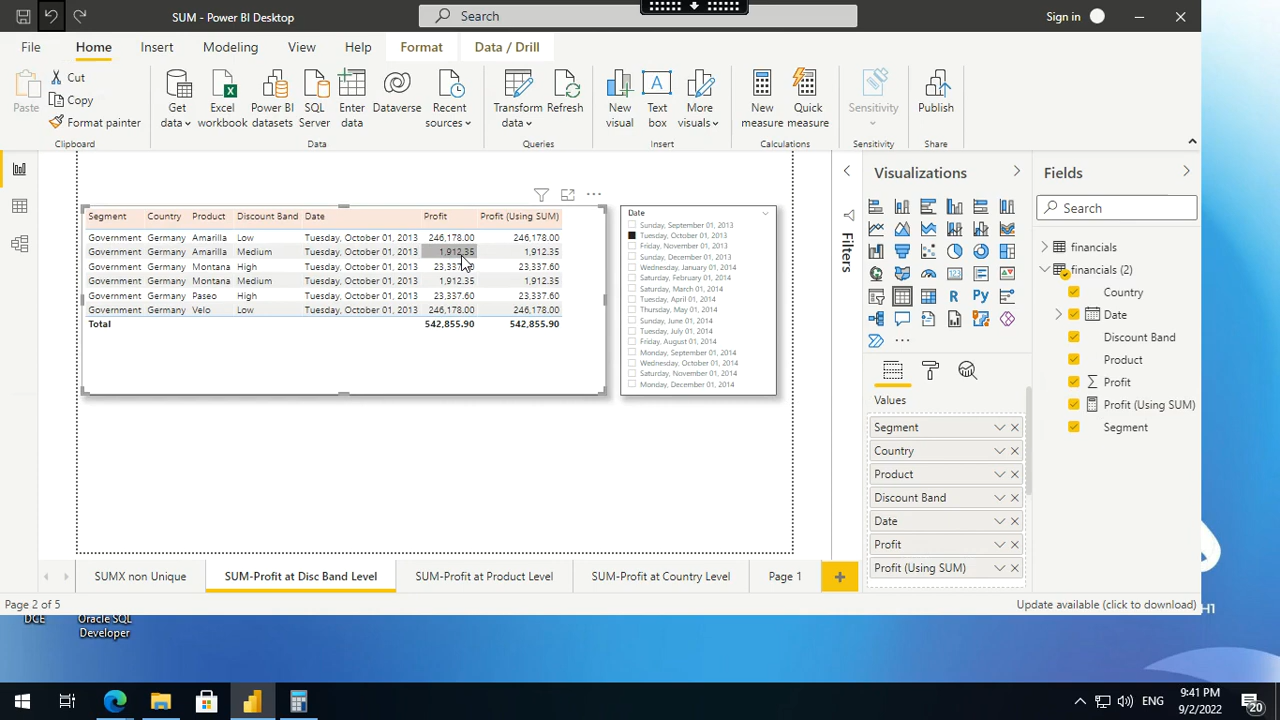 SUM - Power BI Desktop
Search
Sign in
File
Home
Insert
Modeling
View
Help
Format
Data / Drill
Paste
Cut
Copy
Format painter
Get data
Excel workbook
Power BI datasets
SQL Server
Enter data
Dataverse
Recent sources
Transform data
Refresh
New visual
Text box
More visuals
New measure
Quick measure
Sensitivity
Publish
Clipboard
Data
Queries
Insert
Calculations
Sensitivity
Share
Segment Country Product Discount Band Date Profit Profit (Using SUM)
Government Germany Amarilla Low Tuesday, October 01, 2013 246,178.00 246,178.00
Government Germany Amarilla Medium Tuesday, October 01, 2013 1,912.35 1,912.35
Government Germany Montana High Tuesday, October 01, 2013 23,337.60 23,337.60
Government Germany Montana Medium Tuesday, October 01, 2013 1,912.35 1,912.35
Government Germany Paseo High Tuesday, October 01, 2013 23,337.60 23,337.60
Government Germany Velo Low Tuesday, October 01, 2013 246,178.00 246,178.00
Total 542,855.90 542,855.90
Date
Sunday, September 01, 2013
Tuesday, October 01, 2013
Friday, November 01, 2013
Sunday, December 01, 2013
Wednesday, January 01, 2014
Saturday, February 01, 2014
Saturday, March 01, 2014
Tuesday, April 01, 2014
Thursday, May 01, 2014
Sunday, June 01, 2014
Tuesday, July 01, 2014
Friday, August 01, 2014
Monday, September 01, 2014
Wednesday, October 01, 2014
Saturday, November 01, 2014
Monday, December 01, 2014
Filters
Visualizations
R
Py
123
Values
Segment
Country
Product
Discount Band
Date
Profit
Profit (Using SUM)
Fields
Search
financials
financials (2)
Country
Date
Discount Band
Product
Σ Profit
Profit (Using SUM)
Segment
SUMX non Unique
SUM-Profit at Disc Band Level
SUM-Profit at Product Level
SUM-Profit at Country Level
Page 1
Page 2 of 5
Update available (click to download)
DCE
Oracle SQL Developer
H1
ENG
9:41 PM
9/2/2022
20